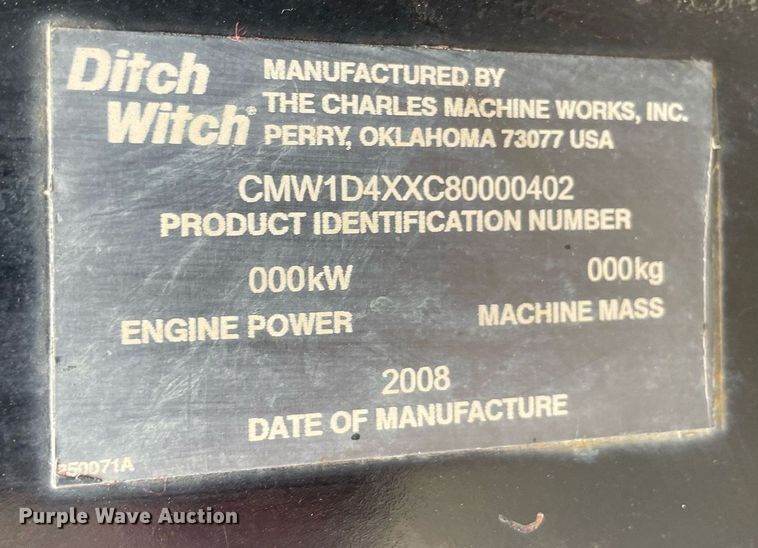 Ditch Witch®
MANUFACTURED BY
THE CHARLES MACHINE WORKS, INC.
PERRY, OKLAHOMA 73077 USA
CMW1D4XXC80000402
PRODUCT IDENTIFICATION NUMBER
000kW
000kg
ENGINE POWER
MACHINE MASS
2008
DATE OF MANUFACTURE
350071A
Purple Wave Auction